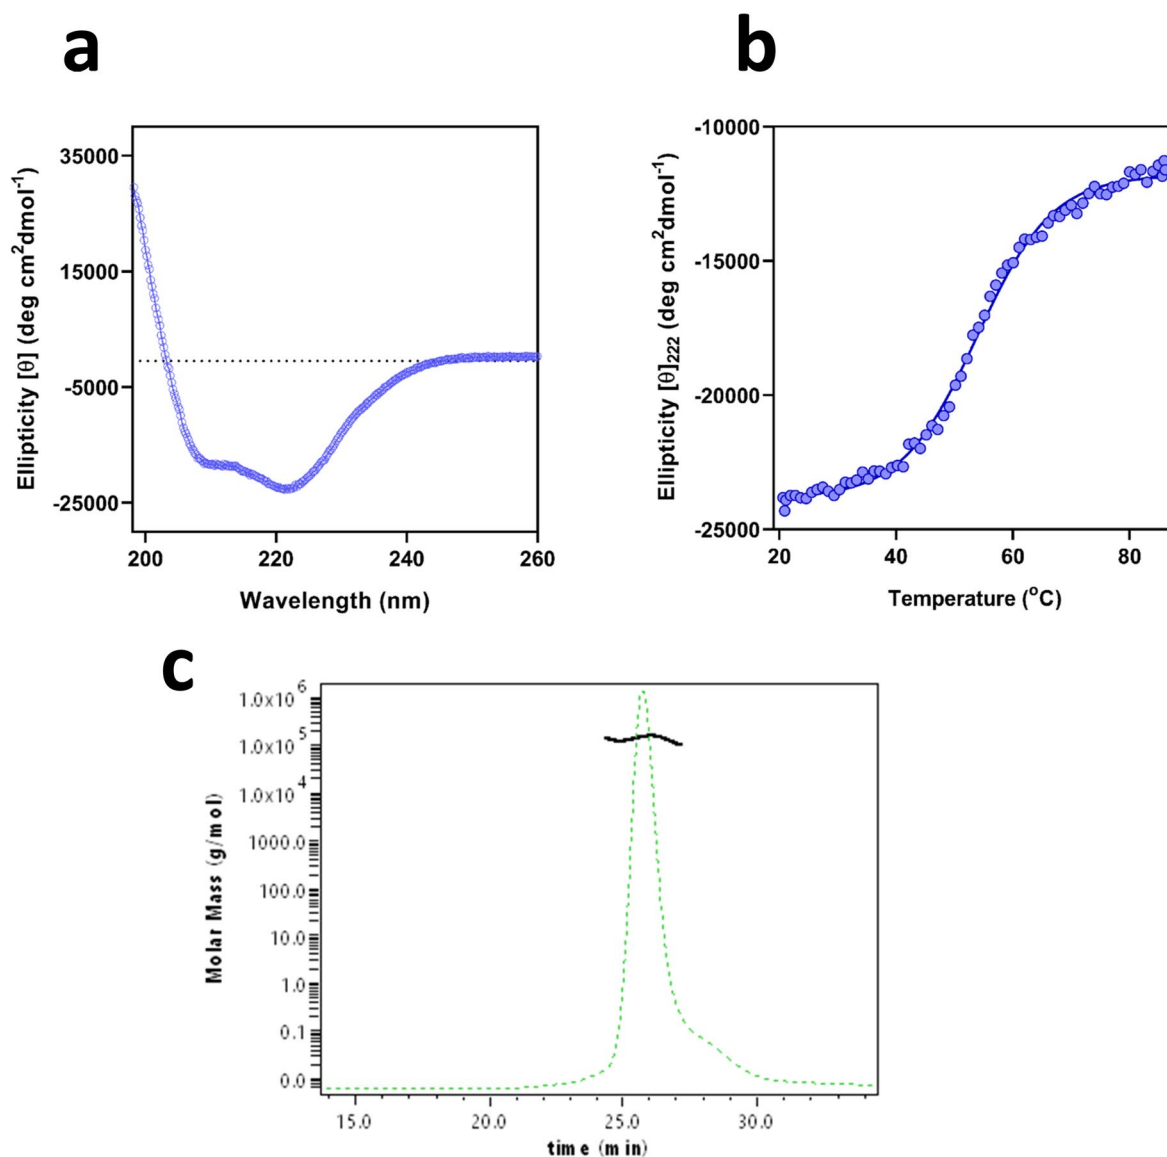 a
b
35000
15000
-5000
-25000
200
220
240
260
Ellipticity [θ] (deg cm²dmol⁻¹)
Wavelength (nm)
-10000
-15000
-20000
-25000
20
40
60
80
Ellipticity [θ]₂₂₂ (deg cm²dmol⁻¹)
Temperature (°C)
c
1.0x10⁶
1.0x10⁵
1.0x10⁴
1000.0
100.0
10.0
1.0
0.1
0.0
15.0
20.0
25.0
30.0
Molar Mass (g/mol)
time (min)